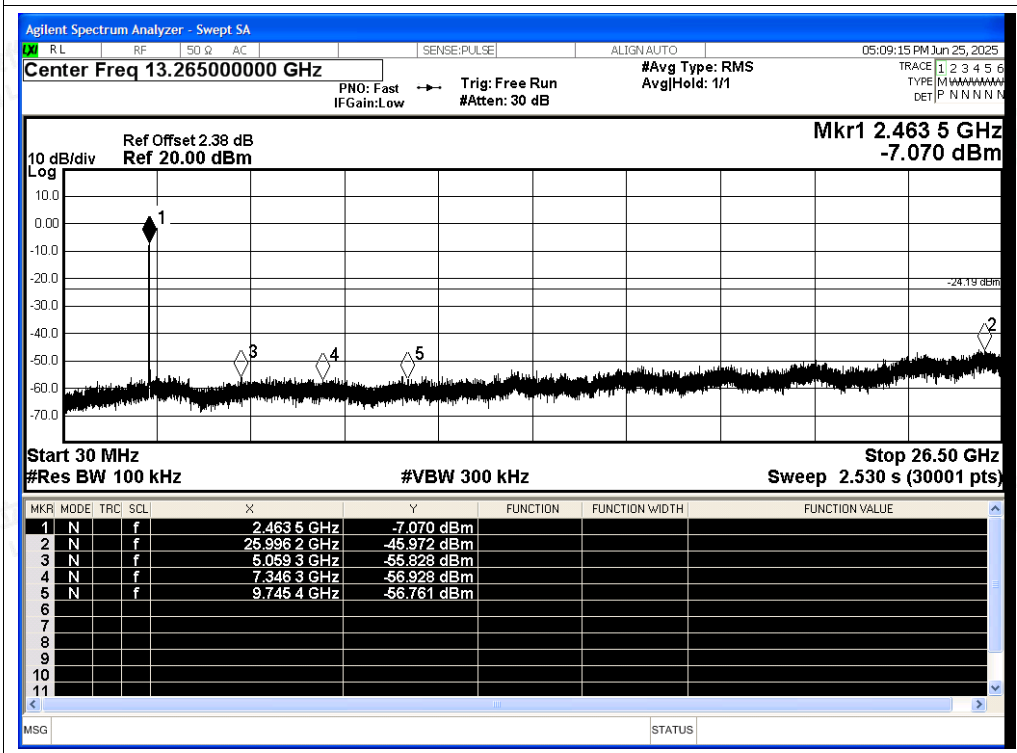 Agilent Spectrum Analyzer - Swept SA
LXI RL RF 50 Ω AC SENSE:PULSE ALIGN AUTO 05:09:15 PM Jun 25, 2025
Center Freq 13.265000000 GHz #Avg Type: RMS TRACE 1 2 3 4 5 6
PNO: Fast Trig: Free Run Avg|Hold: 1/1 TYPE M
IFGain:Low #Atten: 30 dB DET P N N N N N
Mkr1 2.463 5 GHz
Ref Offset 2.38 dB
10 dB/div Ref 20.00 dBm -7.070 dBm
Log
10.0
1
0.00
-10.0
-20.0
-24.19 dBm
-30.0
-40.0
2
-50.0
3 4 5
-60.0
-70.0
Start 30 MHz Stop 26.50 GHz
#Res BW 100 kHz #VBW 300 kHz Sweep 2.530 s (30001 pts)
MKR MODE TRC SCL X Y FUNCTION FUNCTION WIDTH FUNCTION VALUE
1 N f 2.463 5 GHz -7.070 dBm
2 N f 25.996 2 GHz -45.972 dBm
3 N f 5.059 3 GHz -55.828 dBm
4 N f 7.346 3 GHz -56.928 dBm
5 N f 9.745 4 GHz -56.761 dBm
6
7
8
9
10
11
MSG STATUS